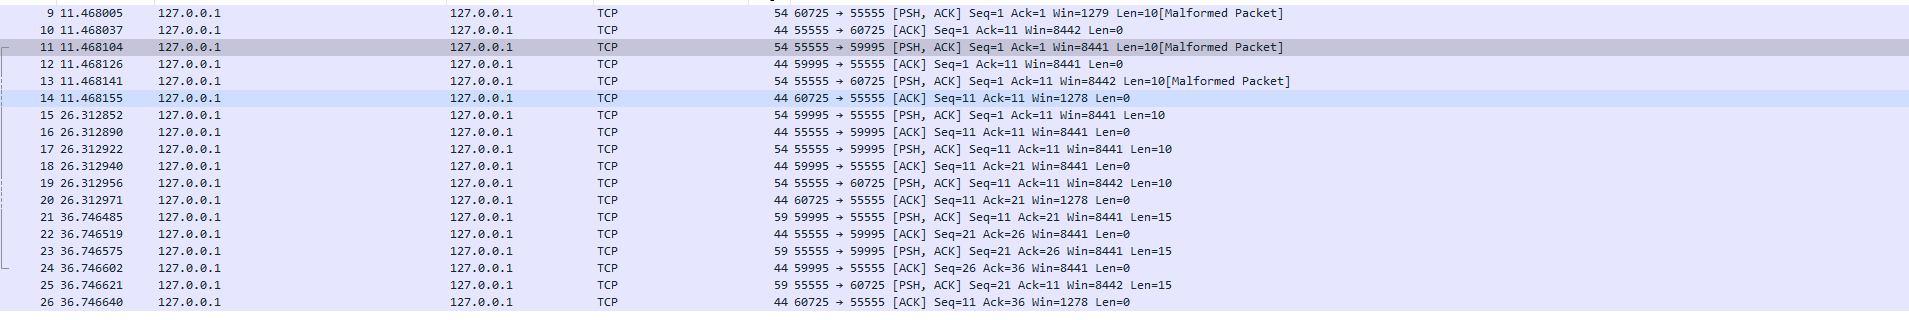 9 11.468005 127.0.0.1 127.0.0.1 TCP 54 60725 → 55555 [PSH, ACK] Seq=1 Ack=1 Win=1279 Len=10[Malformed Packet]
10 11.468037 127.0.0.1 127.0.0.1 TCP 44 55555 → 60725 [ACK] Seq=1 Ack=11 Win=8442 Len=0
11 11.468104 127.0.0.1 127.0.0.1 TCP 54 55555 → 59995 [PSH, ACK] Seq=1 Ack=1 Win=8441 Len=10[Malformed Packet]
12 11.468126 127.0.0.1 127.0.0.1 TCP 44 59995 → 55555 [ACK] Seq=1 Ack=11 Win=8441 Len=0
13 11.468141 127.0.0.1 127.0.0.1 TCP 54 55555 → 60725 [PSH, ACK] Seq=1 Ack=11 Win=8442 Len=10[Malformed Packet]
14 11.468155 127.0.0.1 127.0.0.1 TCP 44 60725 → 55555 [ACK] Seq=11 Ack=11 Win=1278 Len=0
15 26.312852 127.0.0.1 127.0.0.1 TCP 54 59995 → 55555 [PSH, ACK] Seq=1 Ack=11 Win=8441 Len=10
16 26.312890 127.0.0.1 127.0.0.1 TCP 44 55555 → 59995 [ACK] Seq=11 Ack=11 Win=8441 Len=0
17 26.312922 127.0.0.1 127.0.0.1 TCP 54 55555 → 59995 [PSH, ACK] Seq=11 Ack=11 Win=8441 Len=10
18 26.312940 127.0.0.1 127.0.0.1 TCP 44 59995 → 55555 [ACK] Seq=11 Ack=21 Win=8441 Len=0
19 26.312956 127.0.0.1 127.0.0.1 TCP 54 55555 → 60725 [PSH, ACK] Seq=11 Ack=11 Win=8442 Len=10
20 26.312971 127.0.0.1 127.0.0.1 TCP 44 60725 → 55555 [ACK] Seq=11 Ack=21 Win=1278 Len=0
21 36.746485 127.0.0.1 127.0.0.1 TCP 59 59995 → 55555 [PSH, ACK] Seq=11 Ack=21 Win=8441 Len=15
22 36.746519 127.0.0.1 127.0.0.1 TCP 44 55555 → 59995 [ACK] Seq=21 Ack=26 Win=8441 Len=0
23 36.746575 127.0.0.1 127.0.0.1 TCP 59 55555 → 59995 [PSH, ACK] Seq=21 Ack=26 Win=8441 Len=15
24 36.746602 127.0.0.1 127.0.0.1 TCP 44 59995 → 55555 [ACK] Seq=26 Ack=36 Win=8441 Len=0
25 36.746621 127.0.0.1 127.0.0.1 TCP 59 55555 → 60725 [PSH, ACK] Seq=21 Ack=11 Win=8442 Len=15
26 36.746640 127.0.0.1 127.0.0.1 TCP 44 60725 → 55555 [ACK] Seq=11 Ack=36 Win=1278 Len=0